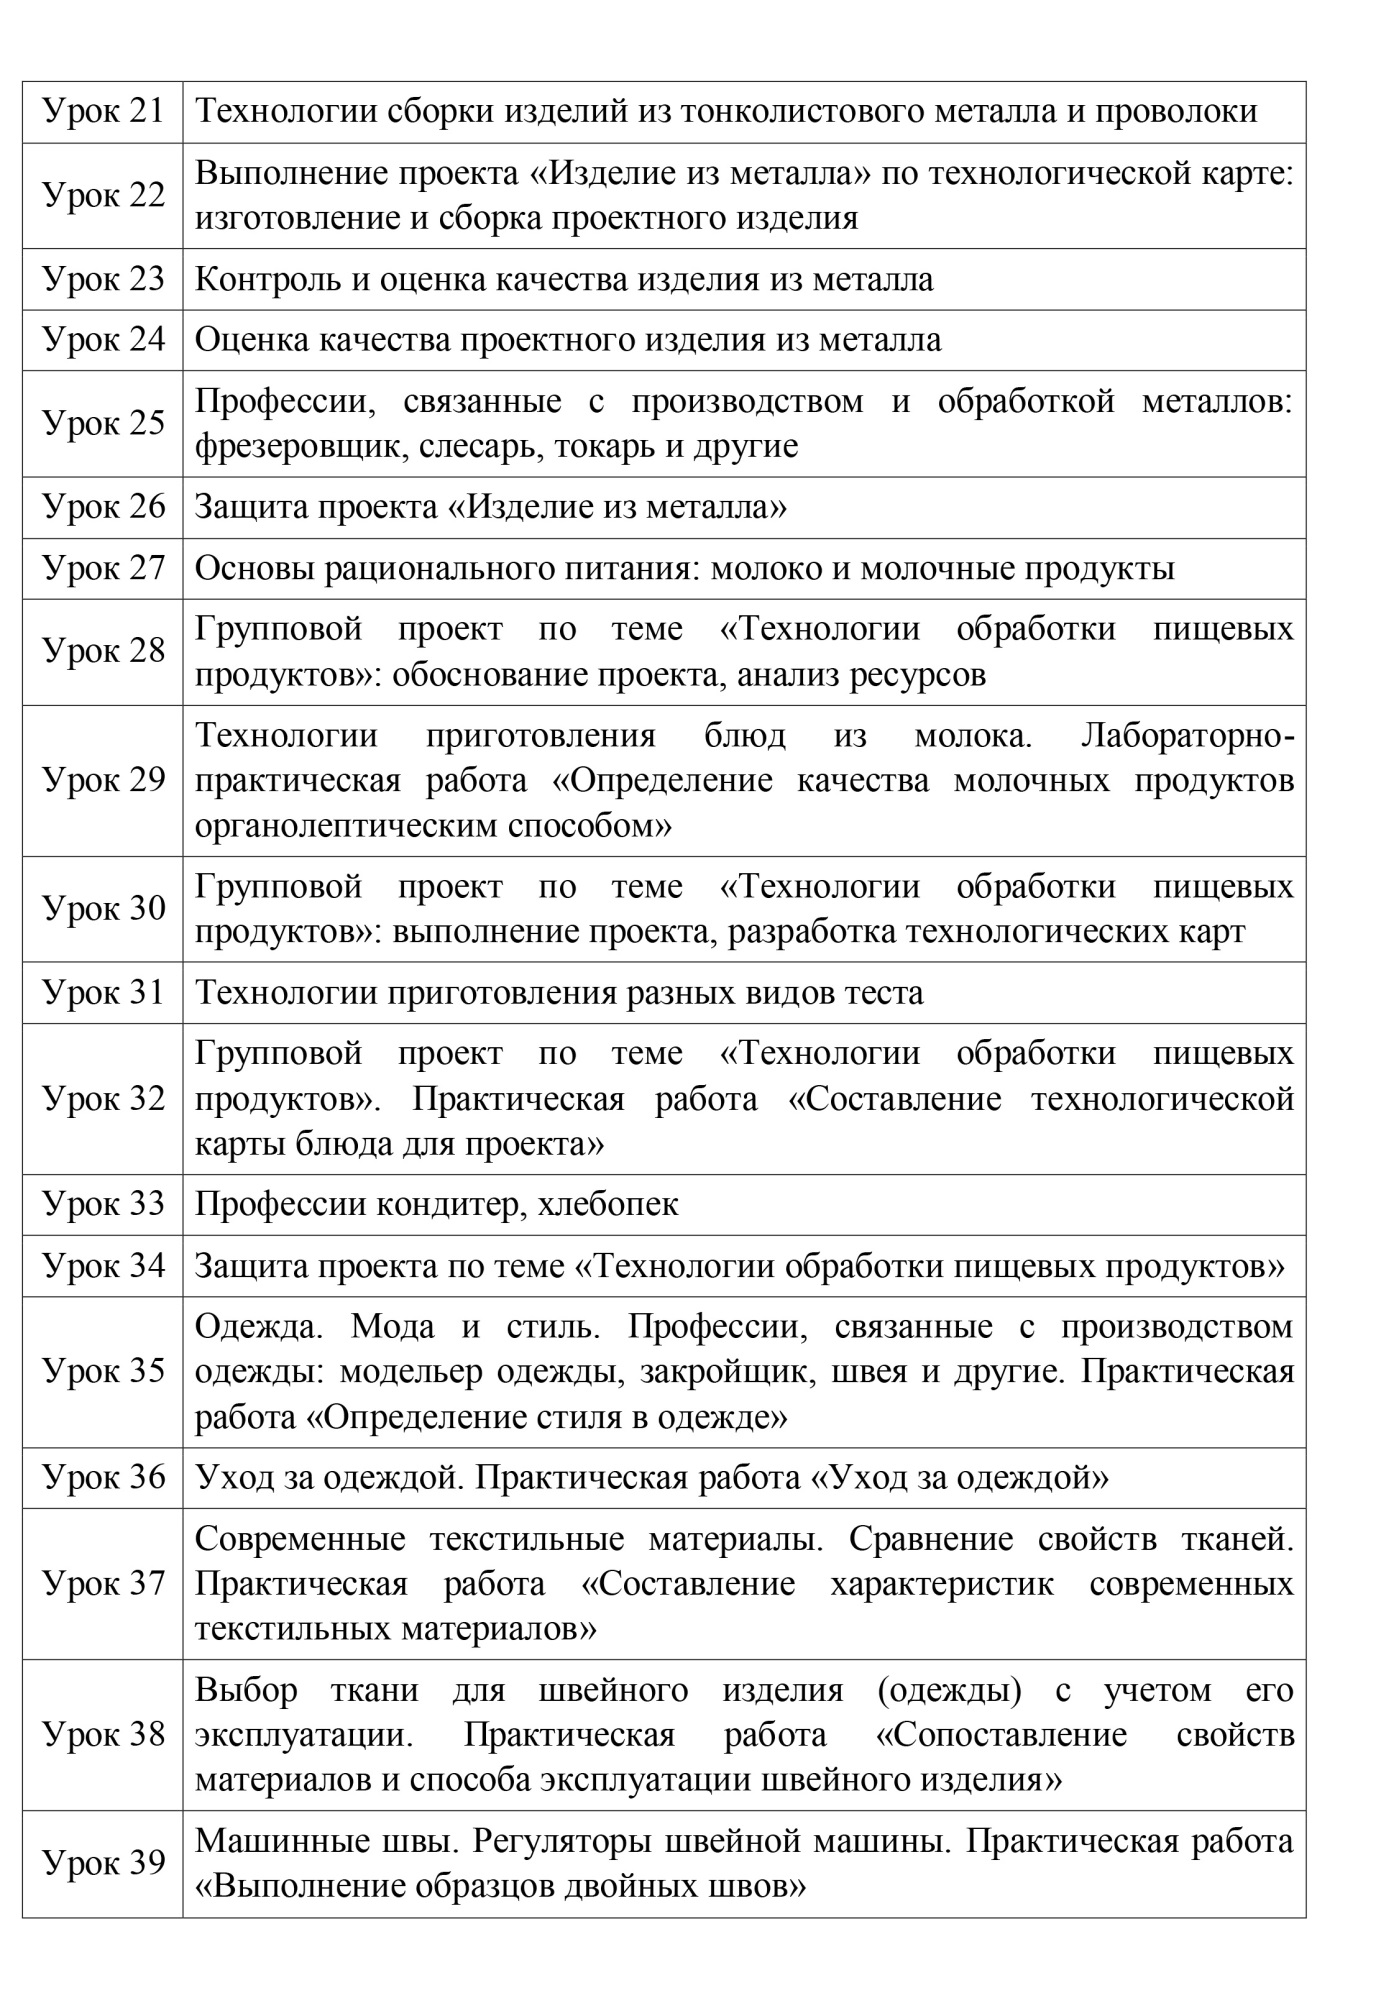 Урок 21 Технологии сборки изделий из тонколистового металла и проволоки
Урок 22
Выполнение проекта «Изделие из металла» по технологической карте:
изготовление и сборка проектного изделия
Урок 23 Контроль и оценка качества изделия из металла
Урок 24 Оценка качества проектного изделия из металла
Урок 25
Профессии, связанные с производством и обработкой металлов:
фрезеровщик, слесарь, токарь и другие
Урок 26 Защита проекта «Изделие из металла»
Урок 27 Основы рационального питания: молоко и молочные продукты
Урок 28
Групповой проект по теме «Технологии обработки пищевых
продуктов»: обоснование проекта, анализ ресурсов
Урок 29
Технологии приготовления блюд из молока. Лабораторно-
практическая работа «Определение качества молочных продуктов
органолептическим способом»
Урок 30
Групповой проект по теме «Технологии обработки пищевых
продуктов»: выполнение проекта, разработка технологических карт
Урок 31 Технологии приготовления разных видов теста
Урок 32
Групповой проект по теме «Технологии обработки пищевых
продуктов». Практическая работа «Составление технологической
карты блюда для проекта»
Урок 33 Профессии кондитер, хлебопек
Урок 34 Защита проекта по теме «Технологии обработки пищевых продуктов»
Урок 35
Одежда. Мода и стиль. Профессии, связанные с производством
одежды: модельер одежды, закройщик, швея и другие. Практическая
работа «Определение стиля в одежде»
Урок 36 Уход за одеждой. Практическая работа «Уход за одеждой»
Урок 37
Современные текстильные материалы. Сравнение свойств тканей.
Практическая работа «Составление характеристик современных
текстильных материалов»
Урок 38
Выбор ткани для швейного изделия (одежды) с учетом его
эксплуатации. Практическая работа «Сопоставление свойств
материалов и способа эксплуатации швейного изделия»
Урок 39
Машинные швы. Регуляторы швейной машины. Практическая работа
«Выполнение образцов двойных швов»